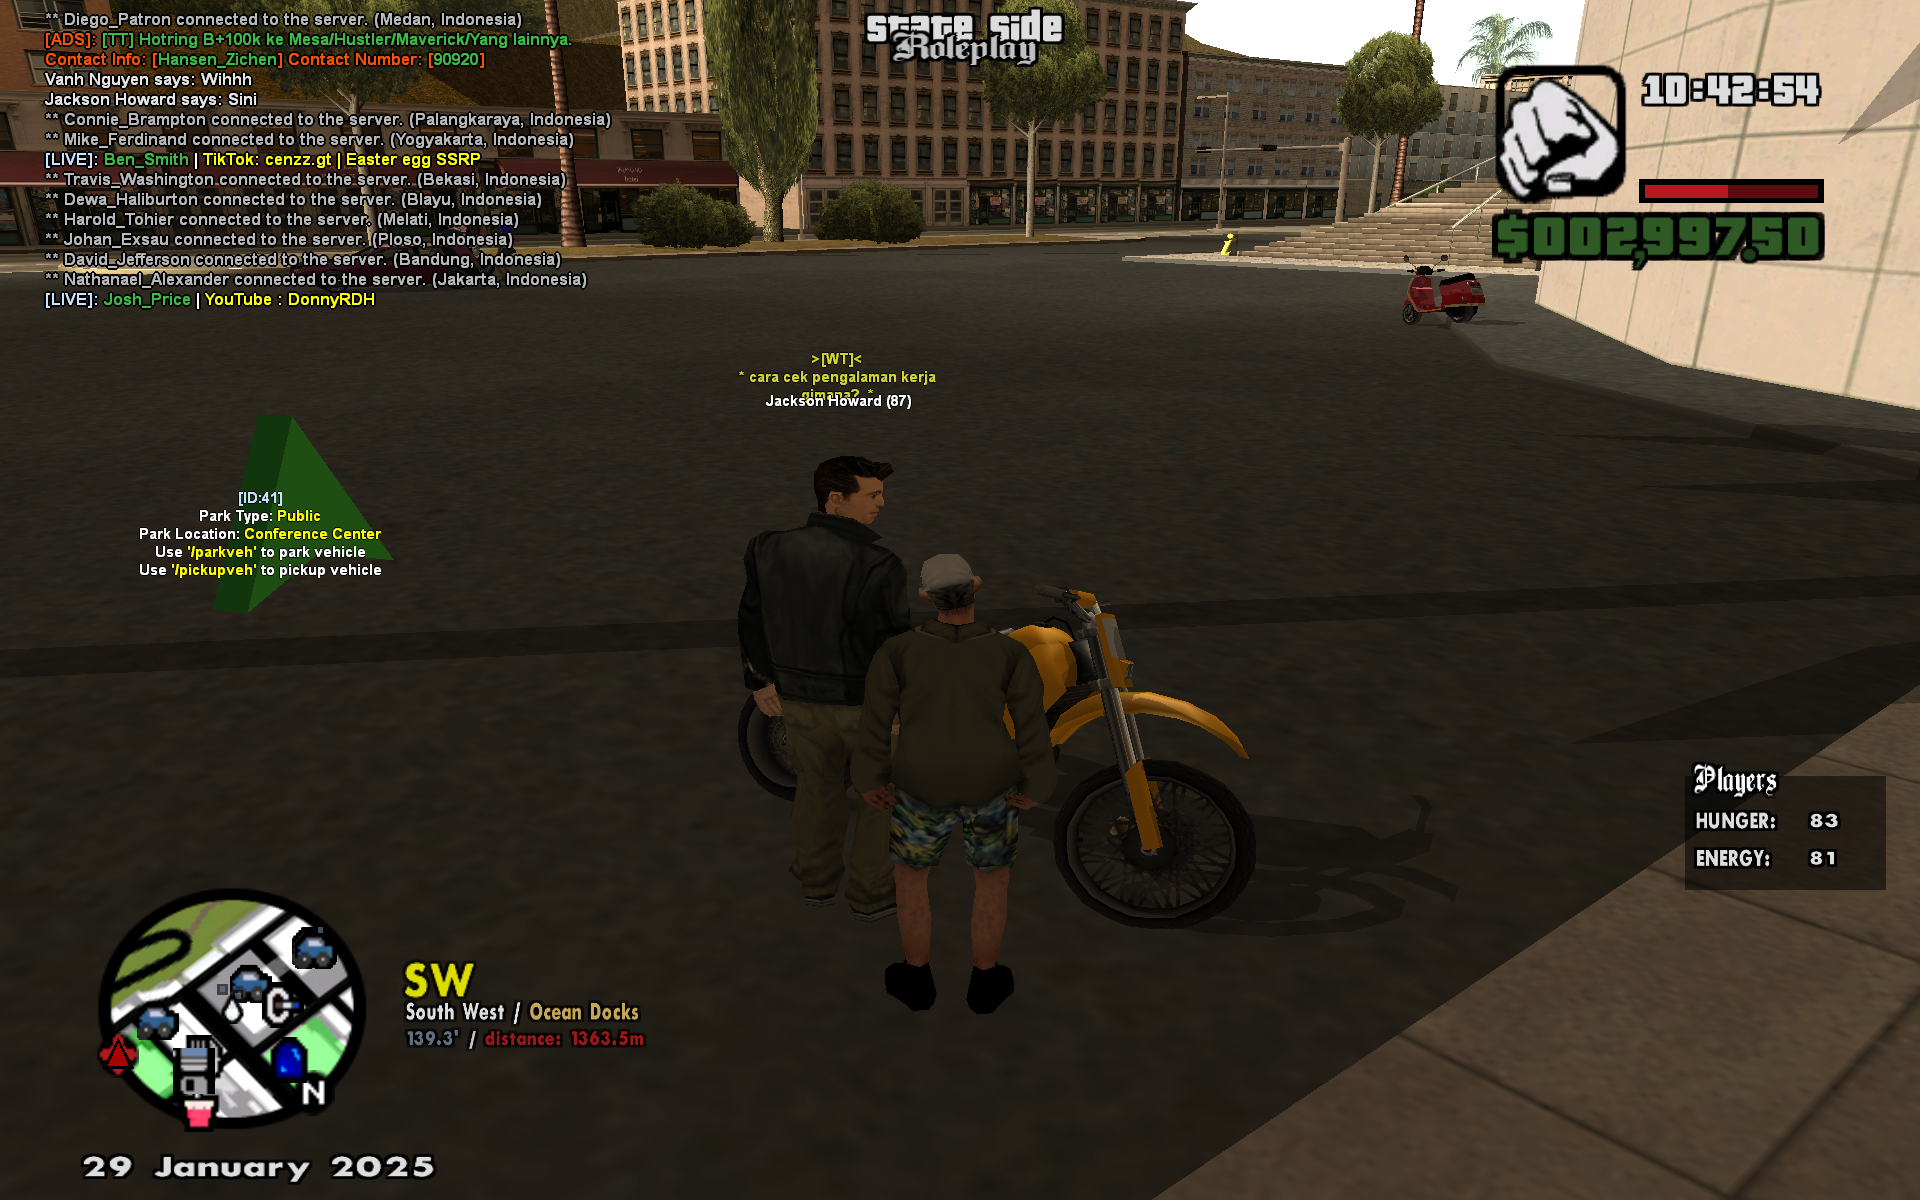 ** Diego_Patron connected to the server. (Medan, Indonesia)
[ADS]: [TT] Hotring B+100k ke Mesa/Hustler/Maverick/Yang lainnya.
Contact Info: [Hansen_Zichen] Contact Number: [90920]
Vanh Nguyen says: Wihhh
Jackson Howard says: Sini
** Connie_Brampton connected to the server. (Palangkaraya, Indonesia)
** Mike_Ferdinand connected to the server. (Yogyakarta, Indonesia)
[LIVE]: Ben_Smith | TikTok: cenzz.gt | Easter egg SSRP
** Travis_Washington connected to the server. (Bekasi, Indonesia)
** Dewa_Haliburton connected to the server. (Blayu, Indonesia)
** Harold_Tohier connected to the server. (Melati, Indonesia)
** Johan_Exsau connected to the server. (Ploso, Indonesia)
** David_Jefferson connected to the server. (Bandung, Indonesia)
** Nathanael_Alexander connected to the server. (Jakarta, Indonesia)
[LIVE]: Josh_Price | YouTube : DonnyRDH
state side
Roleplay
10:42:54
$002,997.50
>[WT]<
* cara cek pengalaman kerja
gimana? *
Jackson Howard (87)
[ID:41]
Park Type: Public
Park Location: Conference Center
Use '/parkveh' to park vehicle
Use '/pickupveh' to pickup vehicle
Players
HUNGER: 83
ENERGY: 81
SW
South West / Ocean Docks
139.3' / distance: 1363.5m
C
N
29 January 2025